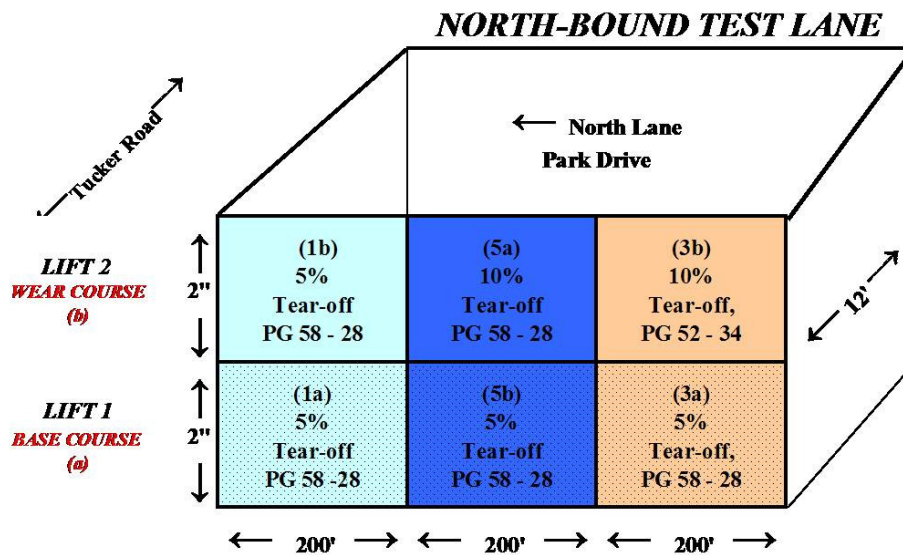 NORTH-BOUND TEST LANE
Tucker Road
North Lane
Park Drive
LIFT 2
WEAR COURSE
(b)
2"
(1b)
5%
Tear-off
PG 58 - 28
(5a)
10%
Tear-off
PG 58 - 28
(3b)
10%
Tear-off,
PG 52 - 34
12'
LIFT 1
BASE COURSE
(a)
2"
(1a)
5%
Tear-off
PG 58 -28
(5b)
5%
Tear-off
PG 58 - 28
(3a)
5%
Tear-off,
PG 58 - 28
200'
200'
200'